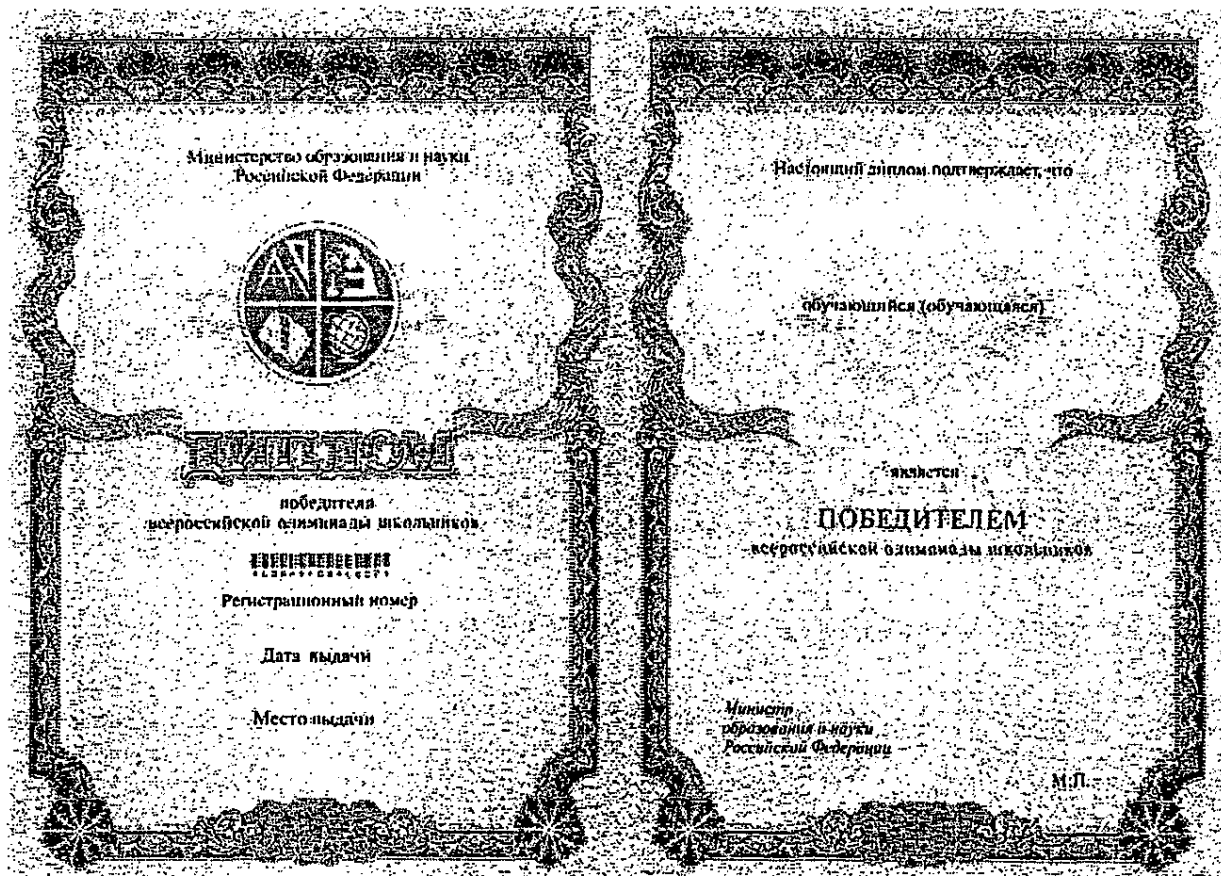 Министерство образования и науки
Российской Федерации
ДИПЛОМ
победителя
всероссийской олимпиады школьников
Регистрационный номер
Дата выдачи
Место выдачи
Настоящий диплом подтверждает, что
обучающийся (обучающаяся)
является
ПОБЕДИТЕЛЕМ
всероссийской олимпиады школьников
Министр
образования и науки
Российской Федерации
М.П.